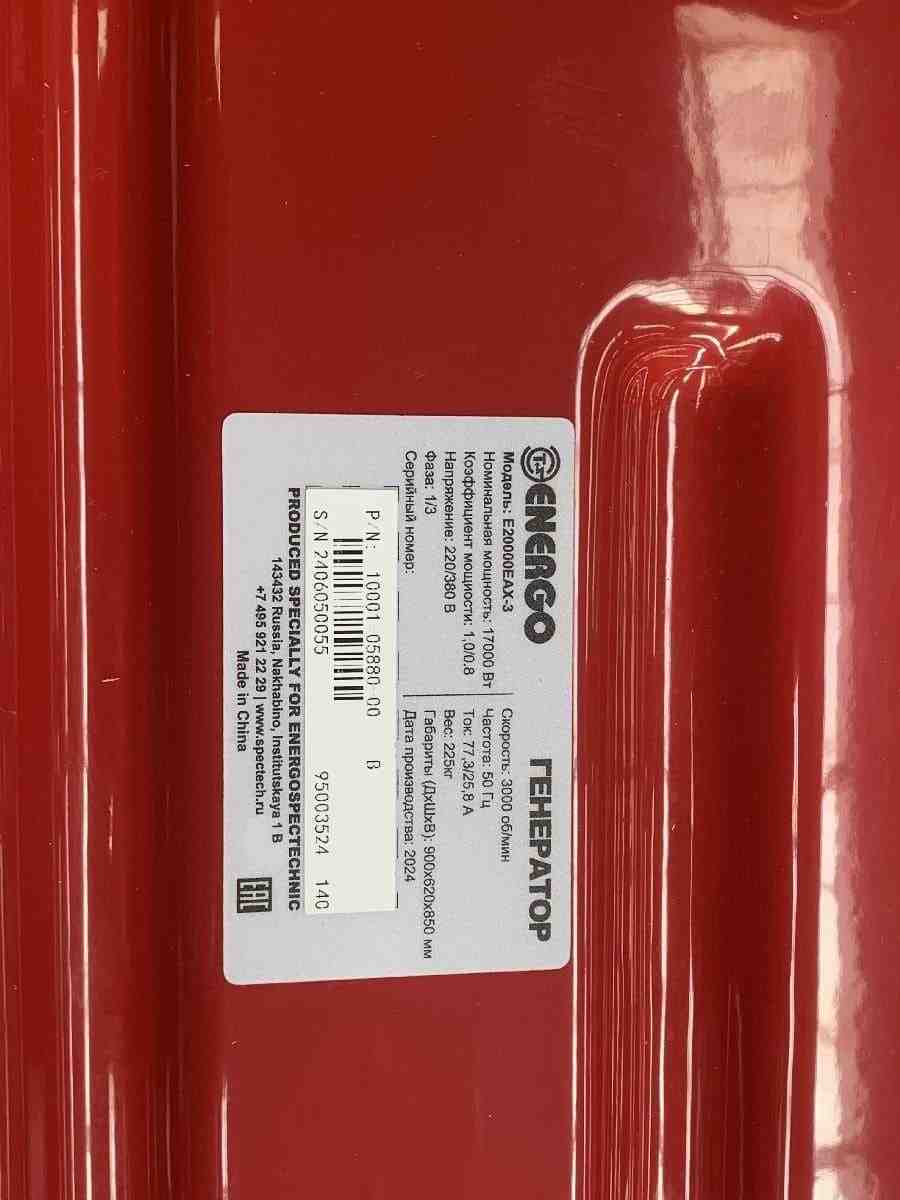 ENERGO
ГЕНЕРАТОР
Модель: E20000EAX-3
Номинальная мощность: 17000 Вт
Коэффициент мощности: 1,0/0.8
Напряжение: 220/380 В
Фаза: 1/3
Серийный номер:
Скорость: 3000 об/мин
Частота: 50 Гц
Ток: 77,3/25,8 А
Вес: 225кг
Габариты (ДхШхВ): 900х620х850 мм
Дата производства: 2024
P/N: 10001 05880-00 B
S/N 2406050055 95003524 140
PRODUCED SPECIALLY FOR ENERGOSPECTECHNIC
143432 Russia, Nakhabino, Institutskaya 1 B
+7 495 921 22 29 | www.spectech.ru
Made in China
EAC